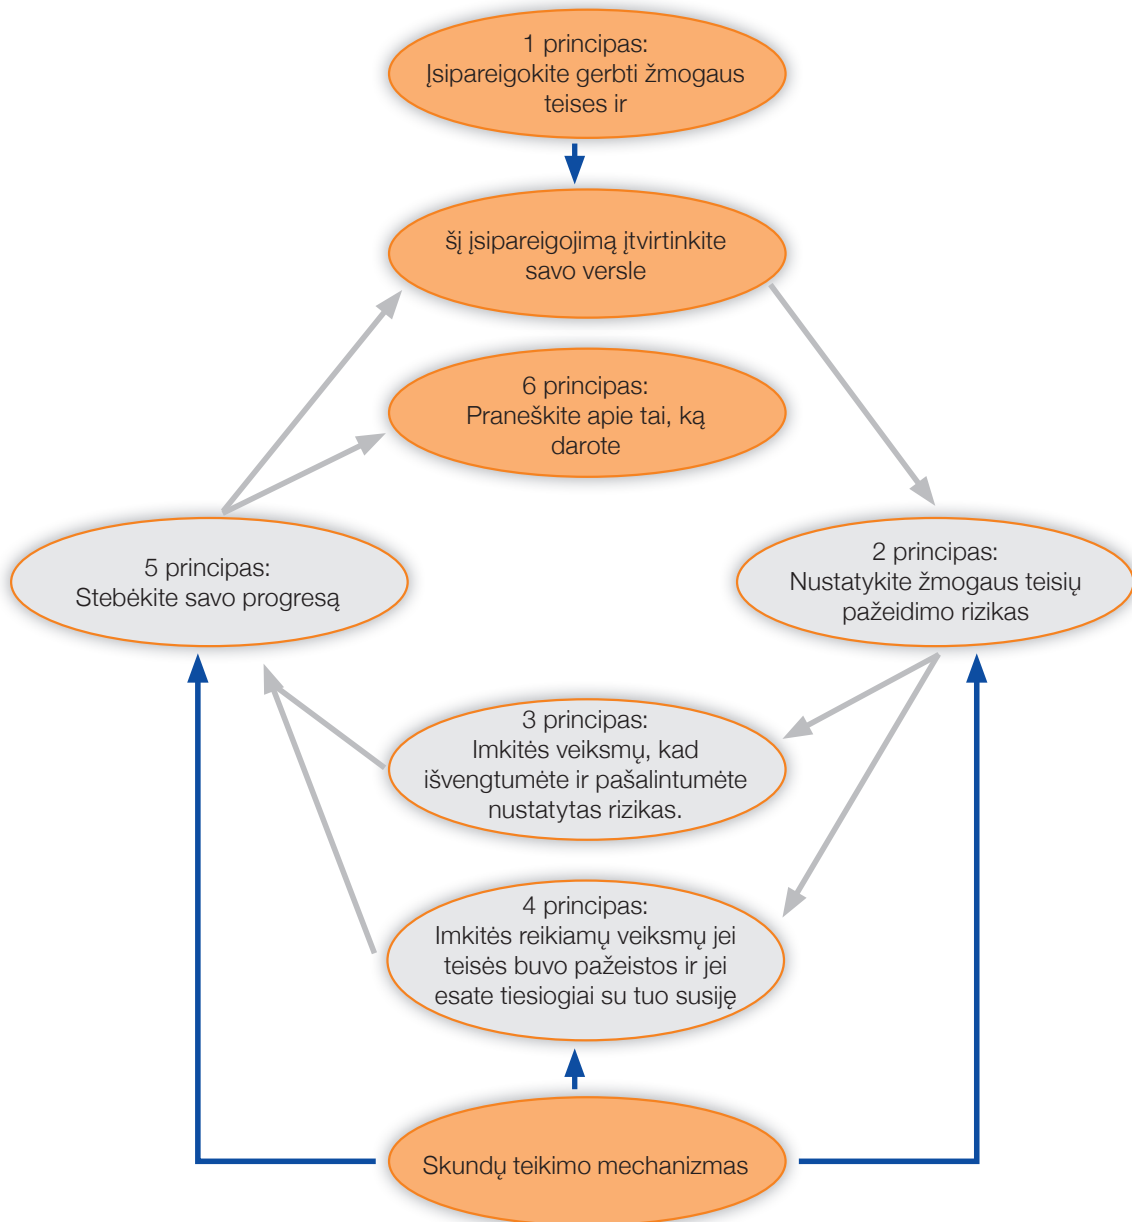 1 principas:
Įsipareigokite gerbti žmogaus
teises ir
šį įsipareigojimą įtvirtinkite
savo versle
6 principas:
Praneškite apie tai, ką
darote
5 principas:
Stebėkite savo progresą
2 principas:
Nustatykite žmogaus teisių
pažeidimo rizikas
3 principas:
Imkitės veiksmų, kad
išvengtumėte ir pašalintumėte
nustatytas rizikas.
4 principas:
Imkitės reikiamų veiksmų jei
teisės buvo pažeistos ir jei
esate tiesiogiai su tuo susiję
Skundų teikimo mechanizmas